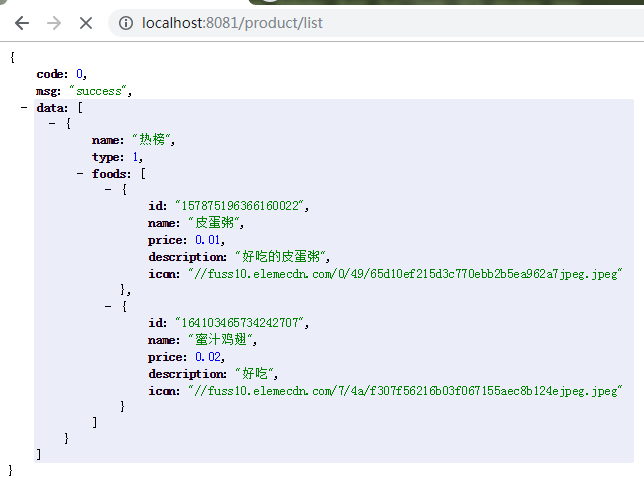 localhost:8081/product/list
{
code: 0,
msg: "success",
- data: [
- {
name: "热榜",
type: 1,
- foods: [
- {
id: "157875196366160022",
name: "皮蛋粥",
price: 0.01,
description: "好吃的皮蛋粥",
icon: "//fuss10.elemecdn.com/0/49/65d10ef215d3c770ebb2b5ea962a7jpeg.jpeg"
},
- {
id: "164103465734242707",
name: "蜜汁鸡翅",
price: 0.02,
description: "好吃",
icon: "//fuss10.elemecdn.com/7/4a/f307f56216b03f067155aec8b124ejpeg.jpeg"
}
]
}
]
}